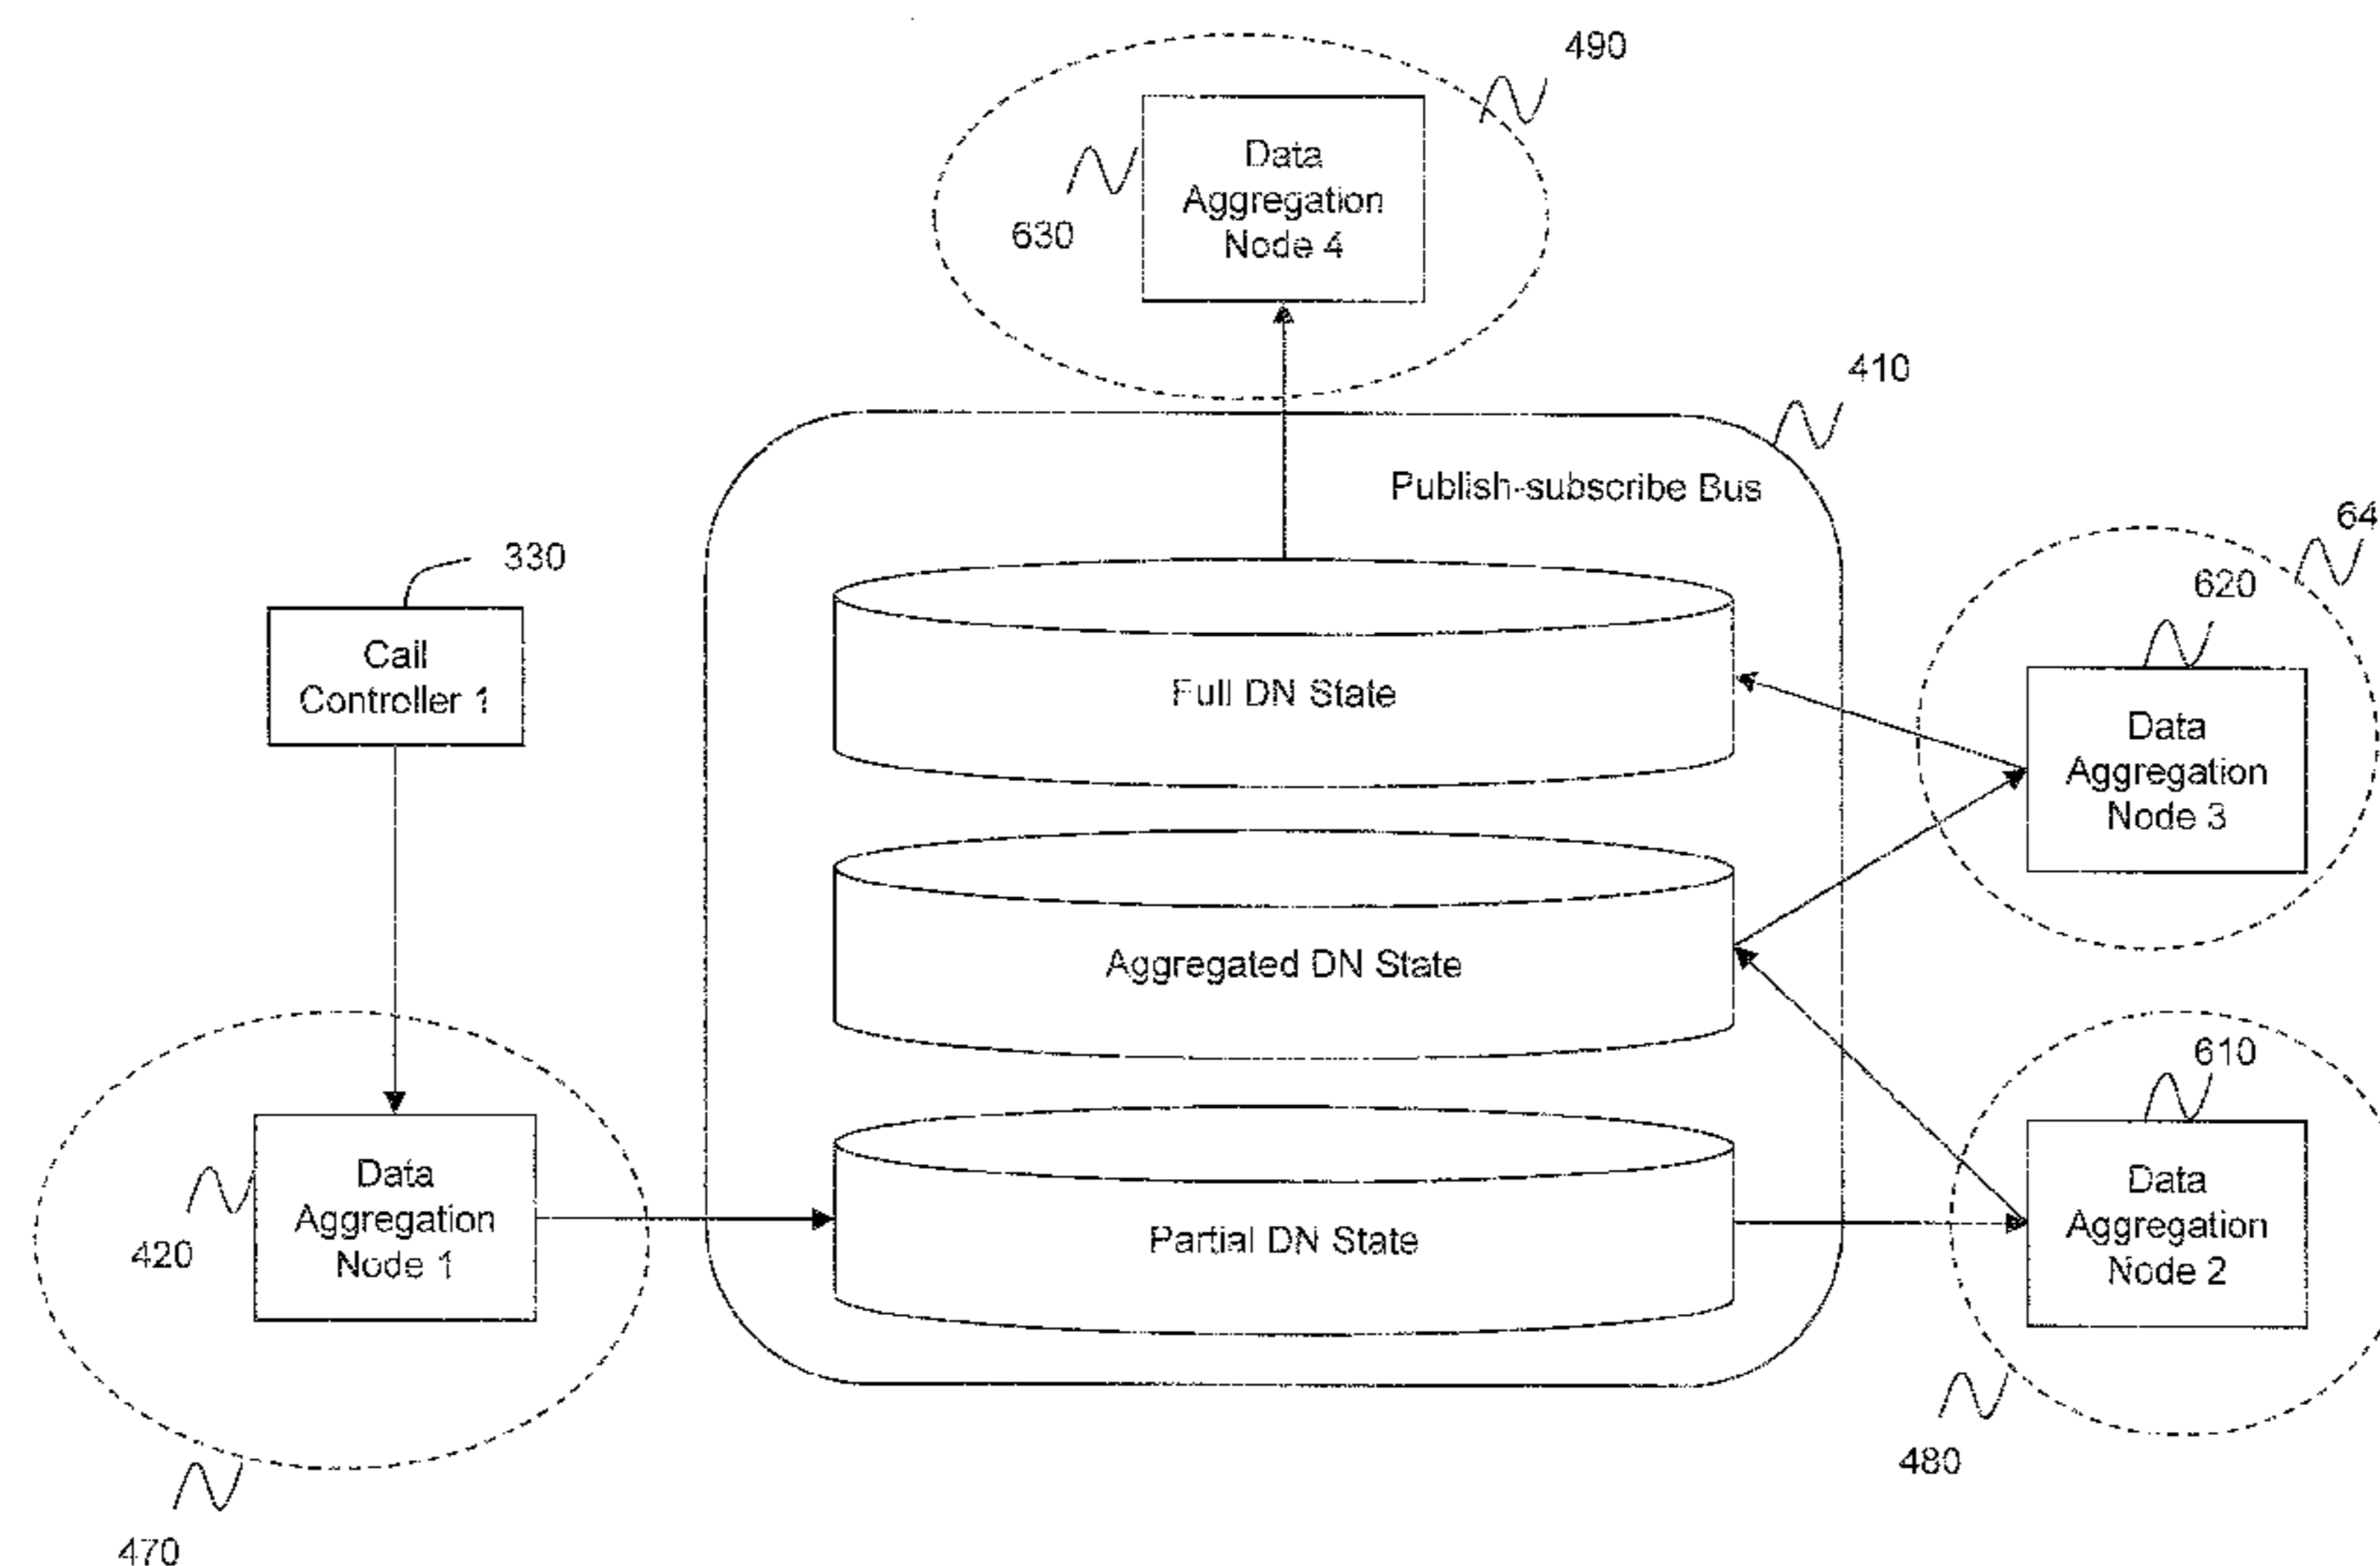 490
Data
Aggregation
Node 4
630
410
Publish-subscribe Bus
64
620
330
Call
Controller 1
Full DN State
Data
Aggregation
Node 3
Aggregated DN State
610
Data
Aggregation
Node 1
420
Partial DN State
Data
Aggregation
Node 2
480
470